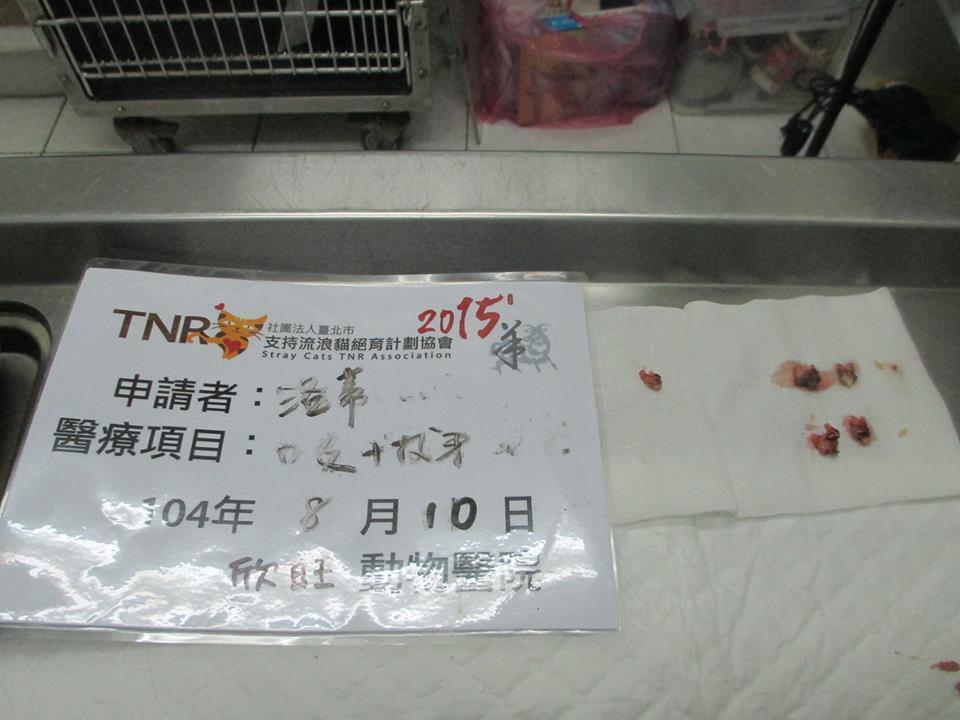 TNR 社團法人臺北市
支持流浪貓絕育計劃協會
Stray Cats TNR Association
2015
羊
申請者：
醫療項目： 拔牙
104年 8 月 10 日
欣旺 動物醫院